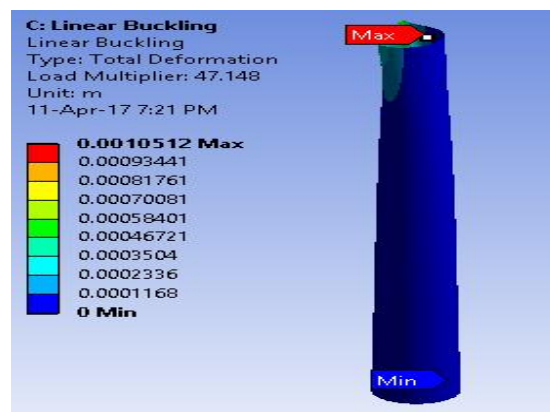 C: Linear Buckling
Linear Buckling
Type: Total Deformation
Load Multiplier: 47.148
Unit: m
11-Apr-17 7:21 PM
0.0010512 Max
0.00093441
0.00081761
0.00070081
0.00058401
0.00046721
0.0003504
0.0002336
0.0001168
0 Min
Max
Min